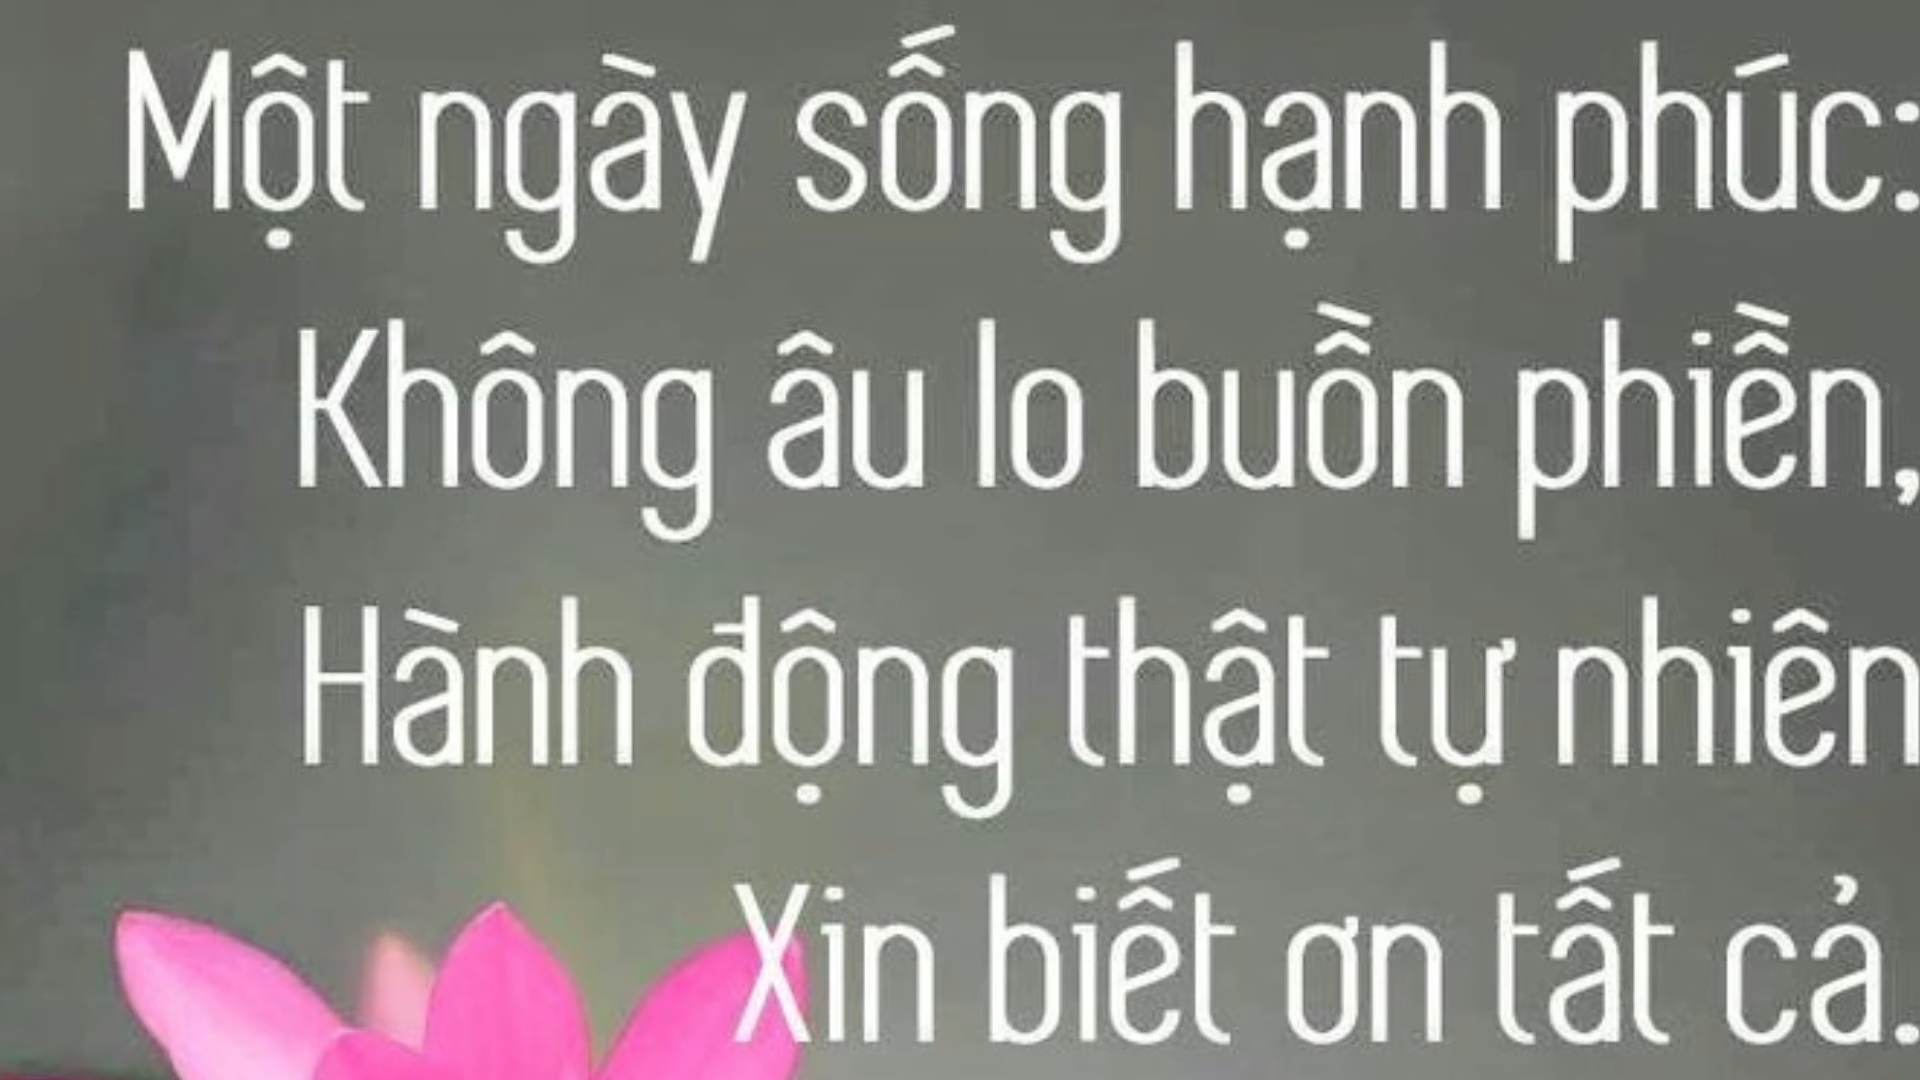 Một ngày sống hạnh phúc:
Không âu lo buồn phiền,
Hành động thật tự nhiên
Xin biết ơn tất cả.